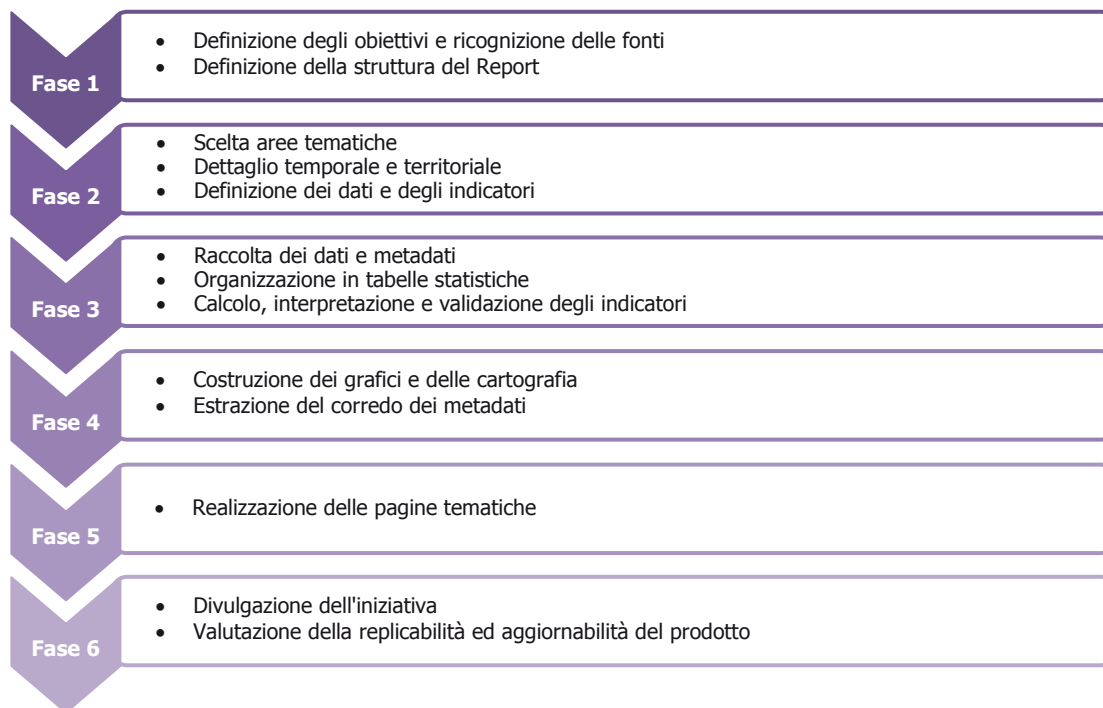 Fase 1
• Definizione degli obiettivi e ricognizione delle fonti
• Definizione della struttura del Report
Fase 2
• Scelta aree tematiche
• Dettaglio temporale e territoriale
• Definizione dei dati e degli indicatori
Fase 3
• Raccolta dei dati e metadati
• Organizzazione in tabelle statistiche
• Calcolo, interpretazione e validazione degli indicatori
Fase 4
• Costruzione dei grafici e delle cartografia
• Estrazione del corredo dei metadati
Fase 5
• Realizzazione delle pagine tematiche
Fase 6
• Divulgazione dell'iniziativa
• Valutazione della replicabilità ed aggiornabilità del prodotto